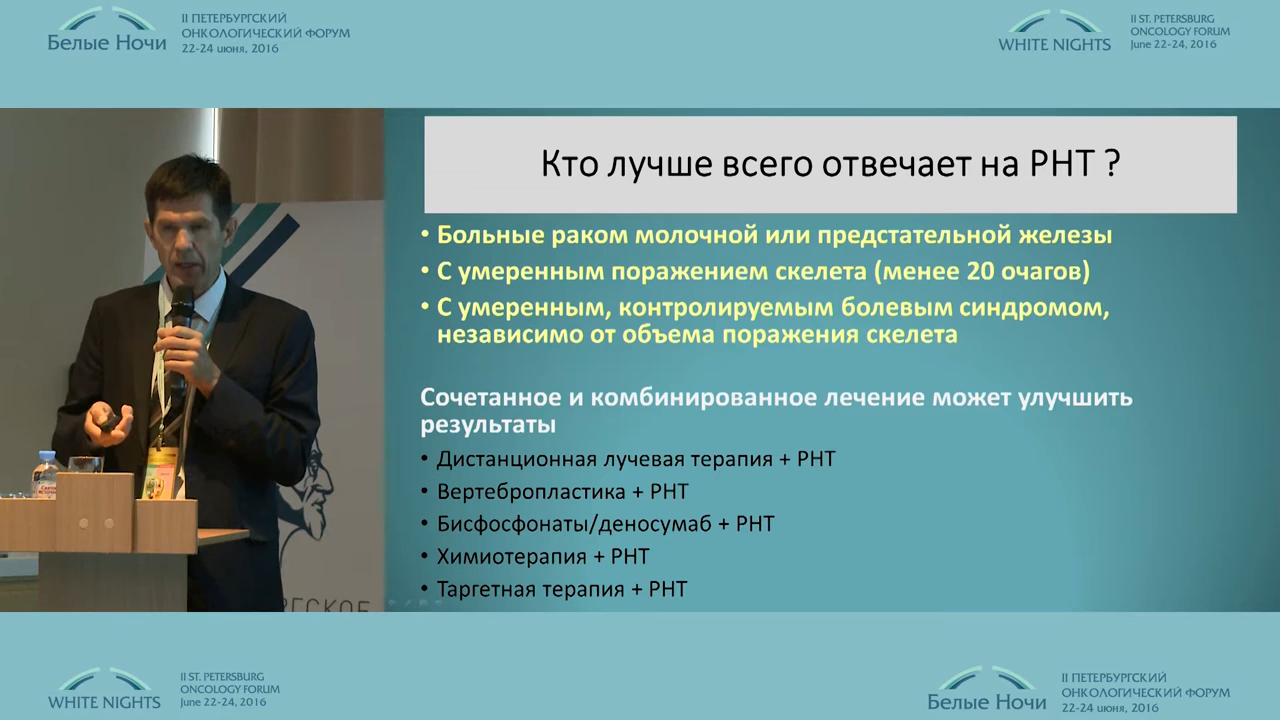 Белые Ночи
II ПЕТЕРБУРГСКИЙ
ОНКОЛОГИЧЕСКИЙ ФОРУМ
22-24 июня, 2016
WHITE NIGHTS
II ST. PETERSBURG
ONCOLOGY FORUM
June 22-24, 2016
Кто лучше всего отвечает на РНТ ?
• Больные раком молочной или предстательной железы
• С умеренным поражением скелета (менее 20 очагов)
• С умеренным, контролируемым болевым синдромом,
независимо от объема поражения скелета
Сочетанное и комбинированное лечение может улучшить
результаты
• Дистанционная лучевая терапия + РНТ
• Вертебропластика + РНТ
• Бисфосфонаты/деносумаб + РНТ
• Химиотерапия + РНТ
• Таргетная терапия + РНТ
WHITE NIGHTS
II ST. PETERSBURG
ONCOLOGY FORUM
June 22-24, 2016
Белые Ночи
II ПЕТЕРБУРГСКИЙ
ОНКОЛОГИЧЕСКИЙ ФОРУМ
22-24 июня, 2016